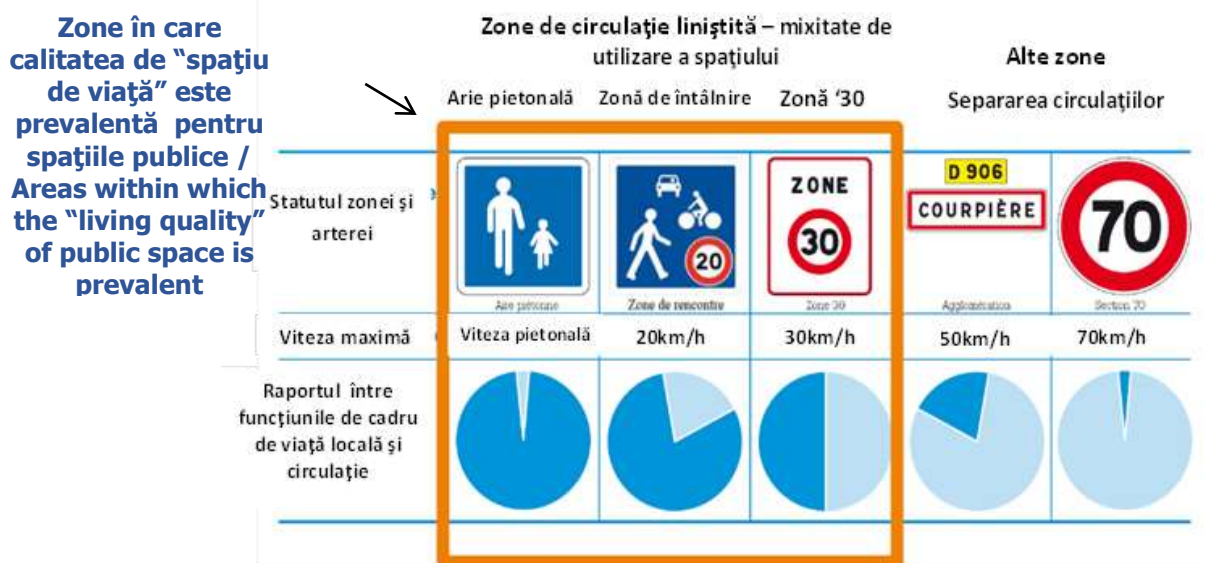 Zone în care
calitatea de “spaţiu
de viaţă” este
prevalentă pentru
spaţiile publice /
Areas within which
the “living quality”
of public space is
prevalent
Zone de circulaţie liniştită – mixitate de
utilizare a spaţiului
Alte zone
Arie pietonală
Zonă de întâlnire
Zonă ‘30
Separarea circulaţiilor
Statutul zonei şi
arterei
20
ZONE
30
D 906
COURPIÈRE
70
Aire piétonne
Zone de rencontre
Zone 30
Agglomération
Section 70
Viteza maximă
Viteza pietonală
20km/h
30km/h
50km/h
70km/h
Raportul între
funcţiunile de cadru
de viaţă locală şi
circulaţie